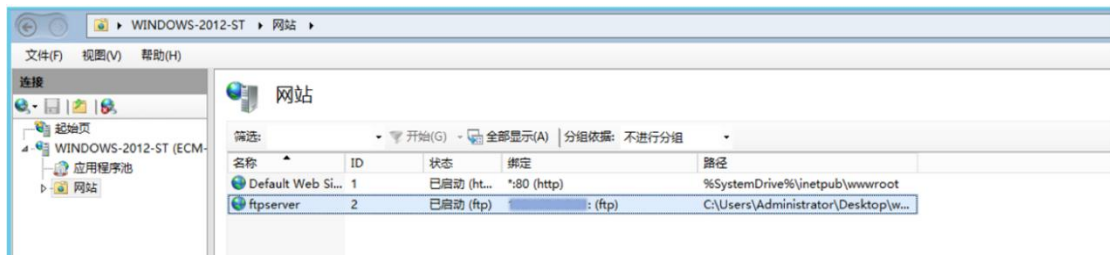 WINDOWS-2012-ST ▸ 网站 ▸
文件(F) 视图(V) 帮助(H)
连接
起始页
WINDOWS-2012-ST (ECM-
应用程序池
网站
网站
筛选: 开始(G) 全部显示(A) 分组依据: 不进行分组
名称 ID 状态 绑定 路径
Default Web Si... 1 已启动 (ht... *:80 (http) %SystemDrive%\inetpub\wwwroot
ftpserver 2 已启动 (ftp) : (ftp) C:\Users\Administrator\Desktop\w...